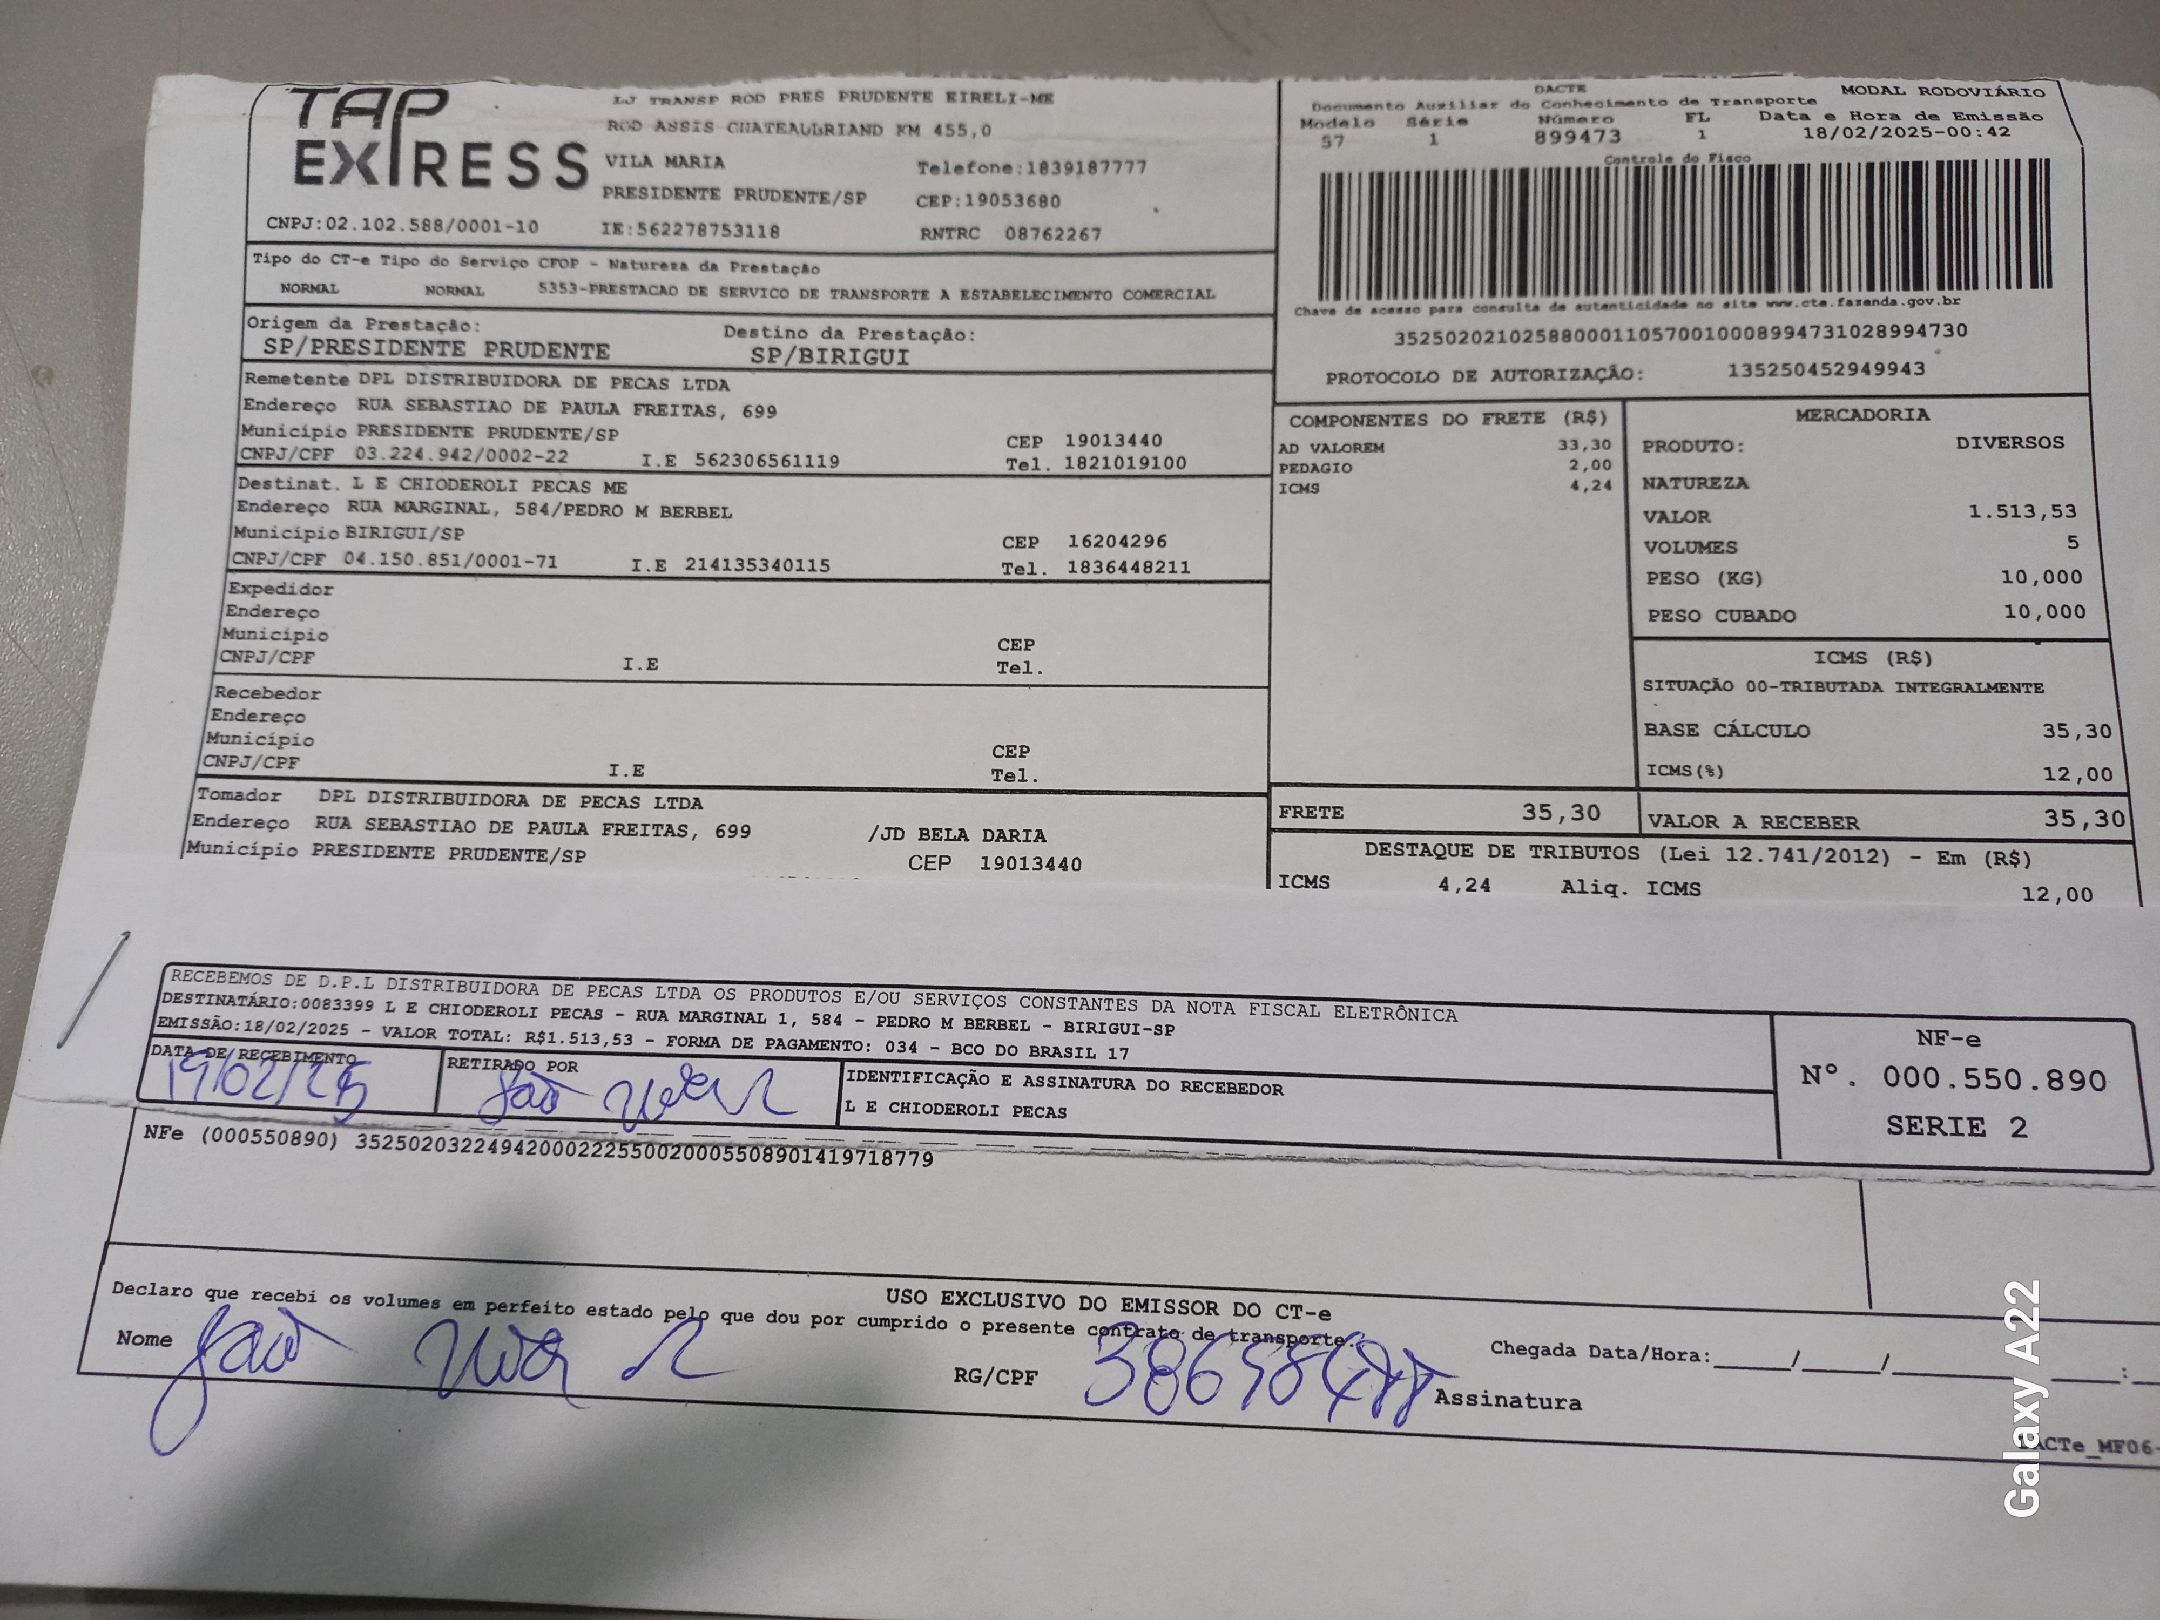 TAP EXPRESS
LJ TRANSP ROD PRES PRUDENTE EIRELI-ME
ROD ASSIS CHATEAUBRIAND KM 455,0
VILA MARIA Telefone:1839187777
PRESIDENTE PRUDENTE/SP CEP:19053680
CNPJ:02.102.588/0001-10 IE:562278753118 RNTRC 08762267
DACTE MODAL RODOVIÁRIO
Documento Auxiliar do Conhecimento de Transporte
Modelo Série Número FL Data e Hora de Emissão
57 1 899473 1 18/02/2025-00:42
Controle do Fisco
Chave de acesso para consulta de autenticidade no site www.cte.fazenda.gov.br
35250202102588000110570010008994731028994730
PROTOCOLO DE AUTORIZAÇÃO: 135250452949943
Tipo do CT-e Tipo do Serviço CFOP - Natureza da Prestação
NORMAL NORMAL 5353-PRESTACAO DE SERVICO DE TRANSPORTE A ESTABELECIMENTO COMERCIAL
Origem da Prestação: Destino da Prestação:
SP/PRESIDENTE PRUDENTE SP/BIRIGUI
Remetente DPL DISTRIBUIDORA DE PECAS LTDA
Endereço RUA SEBASTIAO DE PAULA FREITAS, 699
Município PRESIDENTE PRUDENTE/SP CEP 19013440
CNPJ/CPF 03.224.942/0002-22 I.E 562306561119 Tel. 1821019100
Destinat. L E CHIODEROLI PECAS ME
Endereço RUA MARGINAL, 584/PEDRO M BERBEL
Município BIRIGUI/SP CEP 16204296
CNPJ/CPF 04.150.851/0001-71 I.E 214135340115 Tel. 1836448211
Expedidor
Endereço
Município CEP
CNPJ/CPF I.E Tel.
Recebedor
Endereço
Município CEP
CNPJ/CPF I.E Tel.
Tomador DPL DISTRIBUIDORA DE PECAS LTDA
Endereço RUA SEBASTIAO DE PAULA FREITAS, 699 /JD BELA DARIA
Município PRESIDENTE PRUDENTE/SP CEP 19013440
COMPONENTES DO FRETE (R$)
AD VALOREM 33,30
PEDAGIO 2,00
ICMS 4,24
MERCADORIA
PRODUTO: DIVERSOS
NATUREZA
VALOR 1.513,53
VOLUMES 5
PESO (KG) 10,000
PESO CUBADO 10,000
ICMS (R$)
SITUAÇÃO 00-TRIBUTADA INTEGRALMENTE
BASE CÁLCULO 35,30
ICMS(%) 12,00
FRETE 35,30 VALOR A RECEBER 35,30
DESTAQUE DE TRIBUTOS (Lei 12.741/2012) - Em (R$)
ICMS 4,24 Aliq. ICMS 12,00
RECEBEMOS DE D.P.L DISTRIBUIDORA DE PECAS LTDA OS PRODUTOS E/OU SERVIÇOS CONSTANTES DA NOTA FISCAL ELETRÔNICA
DESTINATÁRIO:0083399 L E CHIODEROLI PECAS - RUA MARGINAL 1, 584 - PEDRO M BERBEL - BIRIGUI-SP
EMISSÃO:18/02/2025 - VALOR TOTAL: R$1.513,53 - FORMA DE PAGAMENTO: 034 - BCO DO BRASIL 17
DATA DE RECEBIMENTO RETIRADO POR IDENTIFICAÇÃO E ASSINATURA DO RECEBEDOR
19/02/25 João L E CHIODEROLI PECAS
NF-e
Nº. 000.550.890
SERIE 2
NFe (000550890) 35250203224942000222550020005508901419718779
USO EXCLUSIVO DO EMISSOR DO CT-e
Declaro que recebi os volumes em perfeito estado pelo que dou por cumprido o presente contrato de transporte.
Nome João RG/CPF Assinatura
Chegada Data/Hora:_____/_____/_____ _____:
DACTe_MF06-
Galaxy A22